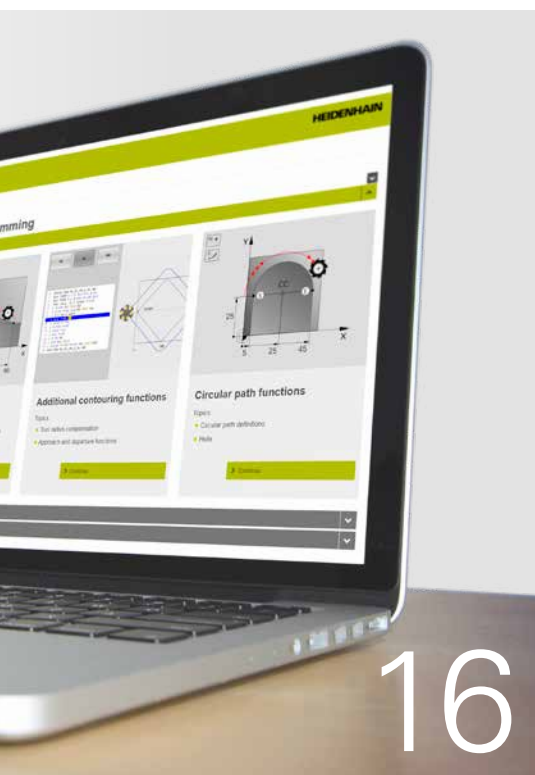 HEIDENHAIN
mming
Additional contouring functions
Topics
Tool radius compensation
Approach and departure functions
Continue
Y
CC
25
X
5 25 45
Circular path functions
Topics
Circular path definitions
Helix
Continue
16